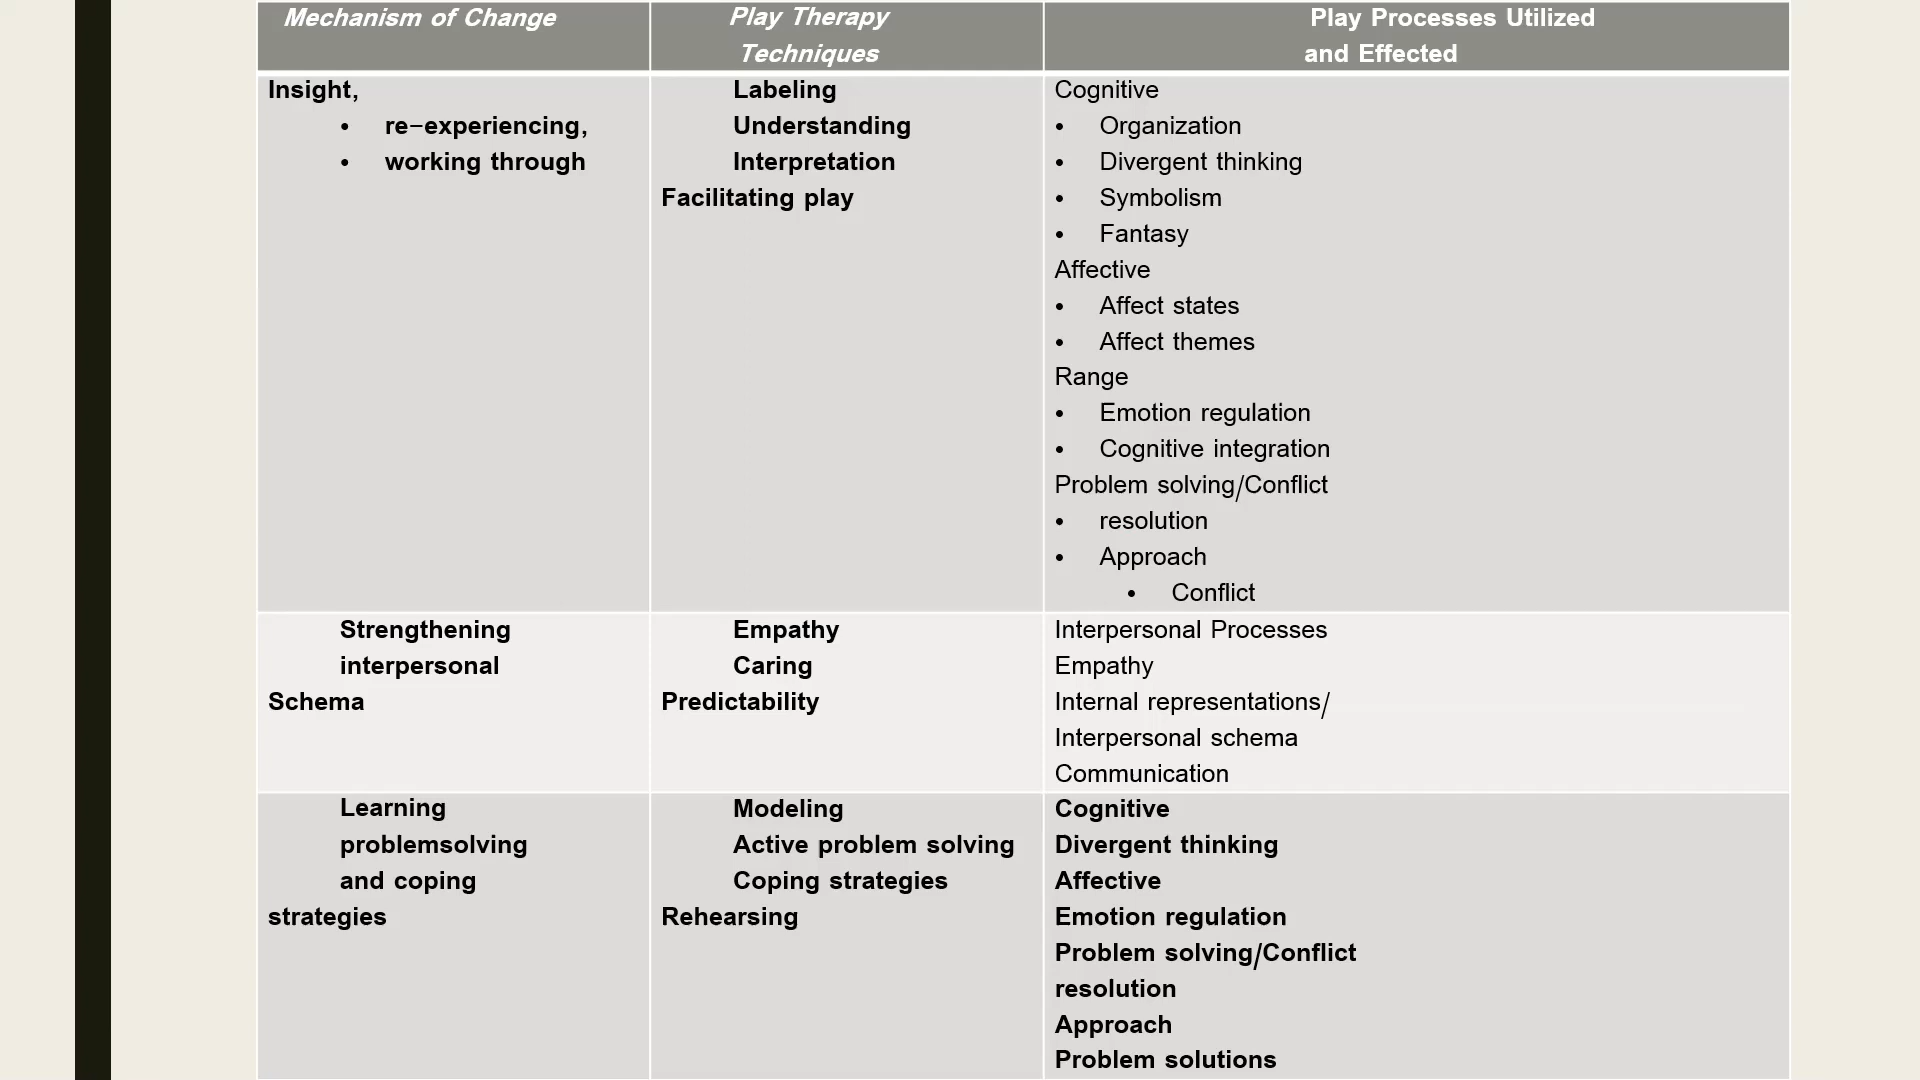 Mechanism of Change
Play Therapy
Techniques
Play Processes Utilized
and Effected
Insight,
• re-experiencing,
• working through
Labeling
Understanding
Interpretation
Facilitating play
Cognitive
• Organization
• Divergent thinking
• Symbolism
• Fantasy
Affective
• Affect states
• Affect themes
Range
• Emotion regulation
• Cognitive integration
Problem solving/Conflict
• resolution
• Approach
• Conflict
Strengthening
interpersonal
Schema
Empathy
Caring
Predictability
Interpersonal Processes
Empathy
Internal representations/
Interpersonal schema
Communication
Learning
problemsolving
and coping
strategies
Modeling
Active problem solving
Coping strategies
Rehearsing
Cognitive
Divergent thinking
Affective
Emotion regulation
Problem solving/Conflict
resolution
Approach
Problem solutions